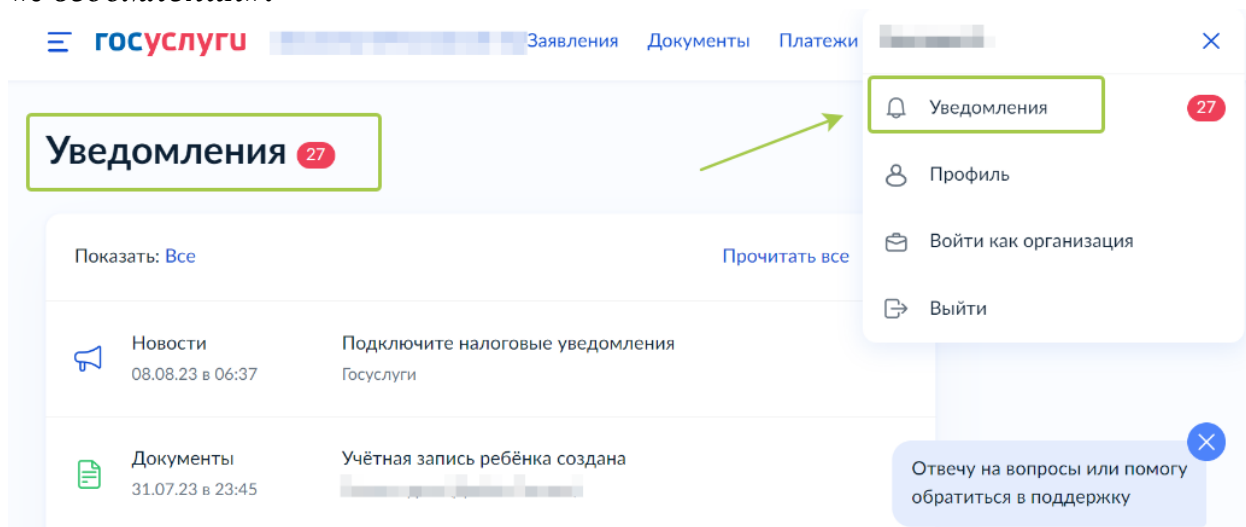 госуслуги Заявления Документы Платежи
Уведомления 27
Уведомления 27
Профиль
Войти как организация
Выйти
Показать: Все Прочитать все
Новости Подключите налоговые уведомления
08.08.23 в 06:37 Госуслуги
Документы Учётная запись ребёнка создана
31.07.23 в 23:45
Отвечу на вопросы или помогу
обратиться в поддержку